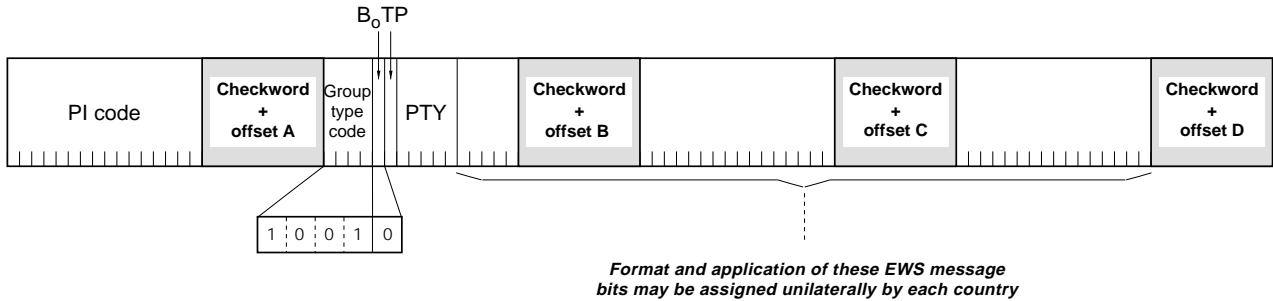 BoTP
PI code
Checkword
+
offset A
Group
type
code
PTY
Checkword
+
offset B
Checkword
+
offset C
Checkword
+
offset D
1 0 0 1 0
Format and application of these EWS message
bits may be assigned unilaterally by each country